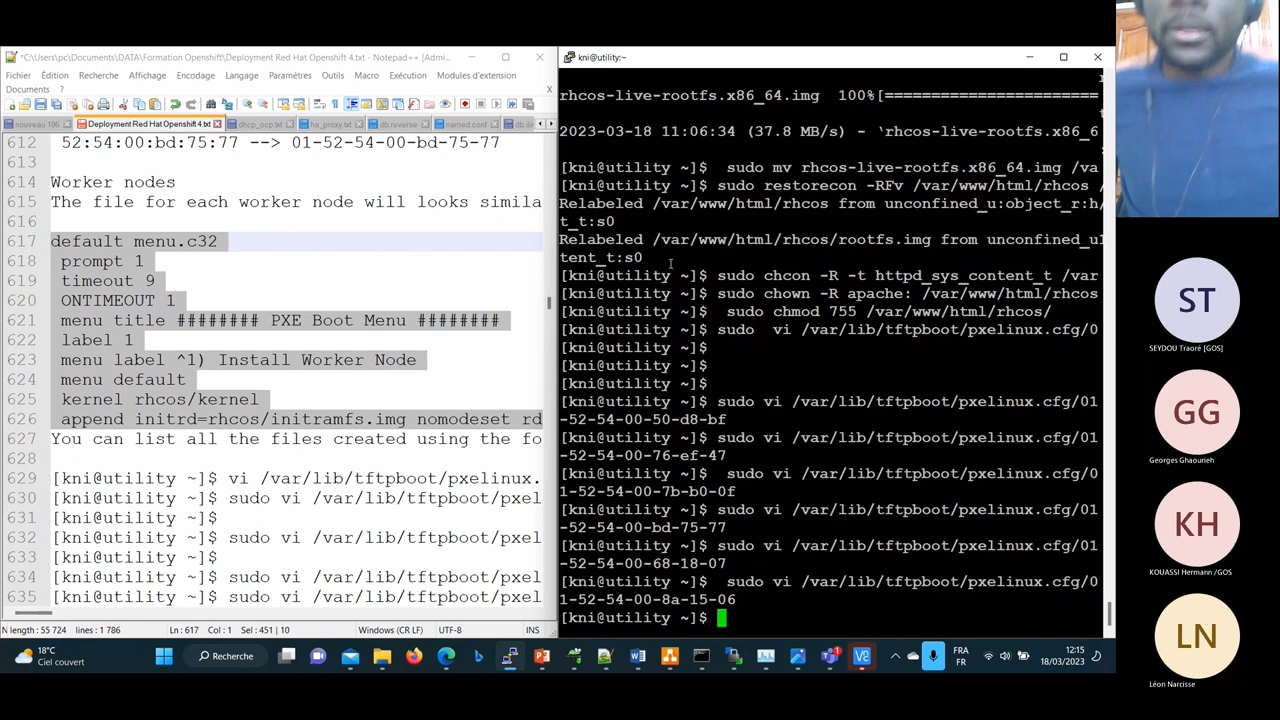 *C:\Users\pc\Documents\DATA\Formation Openshift\Deployment Red Hat Openshift 4.txt - Notepad++ [Admi...
Fichier Édition Recherche Affichage Encodage Langage Paramètres Outils Macro Exécution Modules d'extension
Documents ?
nouveau 106
Deployment Red Hat Openshift 4.txt
dhcp_ocp.txt
ha_proxy.txt
db reverse
named.conf
612 52:54:00:bd:75:77 --> 01-52-54-00-bd-75-77
613
614 Worker nodes
615 The file for each worker node will looks simila
616
617 default menu.c32
618 prompt 1
619 timeout 9
620 ONTIMEOUT 1
621 menu title ######## PXE Boot Menu ########
622 label 1
623 menu label ^1) Install Worker Node
624 menu default
625 kernel rhcos/kernel
626 append initrd=rhcos/initramfs.img nomodeset rd
627 You can list all the files created using the fo
628
629 [kni@utility ~]$ vi /var/lib/tftpboot/pxelinux.
630 [kni@utility ~]$ sudo vi /var/lib/tftpboot/pxel
631 [kni@utility ~]$
632 [kni@utility ~]$ sudo vi /var/lib/tftpboot/pxel
633 [kni@utility ~]$
634 [kni@utility ~]$ sudo vi /var/lib/tftpboot/pxel
635 [kni@utility ~]$ sudo vi /var/lib/tftpboot/pxel
N length : 55 724 lines : 1 786 Ln : 617 Col : 1 Sel : 451 | 10 Windows (CR LF) UTF-8 INS
kni@utility:~
rhcos-live-rootfs.x86_64.img 100%[=======================
2023-03-18 11:06:34 (37.8 MB/s) - `rhcos-live-rootfs.x86_6
[kni@utility ~]$ sudo mv rhcos-live-rootfs.x86_64.img /va
[kni@utility ~]$ sudo restorecon -RFv /var/www/html/rhcos /
Relabeled /var/www/html/rhcos from unconfined_u:object_r:h
t_t:s0
Relabeled /var/www/html/rhcos/rootfs.img from unconfined_u
tent_t:s0
[kni@utility ~]$ sudo chcon -R -t httpd_sys_content_t /var
[kni@utility ~]$ sudo chown -R apache: /var/www/html/rhcos
[kni@utility ~]$ sudo chmod 755 /var/www/html/rhcos/
[kni@utility ~]$ sudo vi /var/lib/tftpboot/pxelinux.cfg/0
[kni@utility ~]$
[kni@utility ~]$
[kni@utility ~]$
[kni@utility ~]$ sudo vi /var/lib/tftpboot/pxelinux.cfg/01
-52-54-00-50-d8-bf
[kni@utility ~]$ sudo vi /var/lib/tftpboot/pxelinux.cfg/01
-52-54-00-76-ef-47
[kni@utility ~]$ sudo vi /var/lib/tftpboot/pxelinux.cfg/0
1-52-54-00-7b-b0-0f
[kni@utility ~]$ sudo vi /var/lib/tftpboot/pxelinux.cfg/01
-52-54-00-bd-75-77
[kni@utility ~]$ sudo vi /var/lib/tftpboot/pxelinux.cfg/01
-52-54-00-68-18-07
[kni@utility ~]$ sudo vi /var/lib/tftpboot/pxelinux.cfg/0
1-52-54-00-8a-15-06
[kni@utility ~]$
ST
SEYDOU Traoré [GOS]
GG
Georges Ghaourieh
KH
KOUASSI Hermann /GOS
LN
Léon Narcisse
18°C
Ciel couvert
Recherche
FRA
FR
12:15
18/03/2023